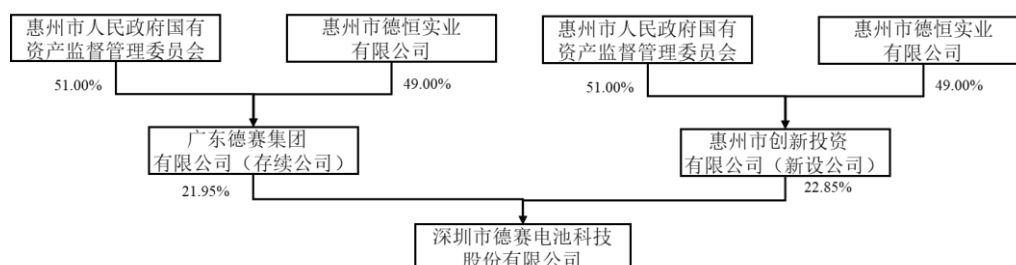 惠州市人民政府国有
资产监督管理委员会
惠州市德恒实业
有限公司
惠州市人民政府国有
资产监督管理委员会
惠州市德恒实业
有限公司
51.00%
49.00%
51.00%
49.00%
广东德赛集团
有限公司（存续公司）
惠州市创新投资
有限公司（新设公司）
21.95%
22.85%
深圳市德赛电池科技
股份有限公司